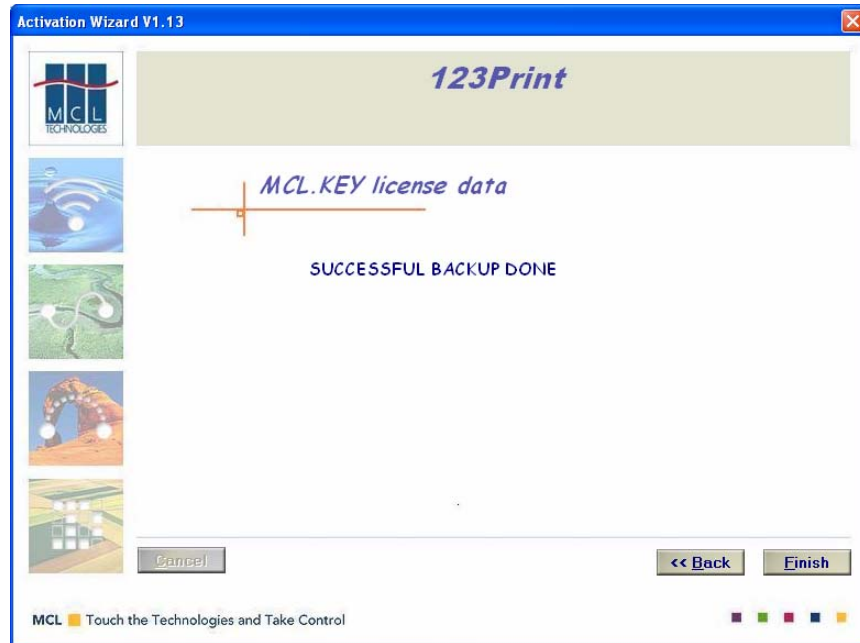 Activation Wizard V1.13
MCL
TECHNOLOGIES
123Print
MCL.KEY license data
SUCCESSFUL BACKUP DONE
Cancel
<< Back
Finish
MCL Touch the Technologies and Take Control